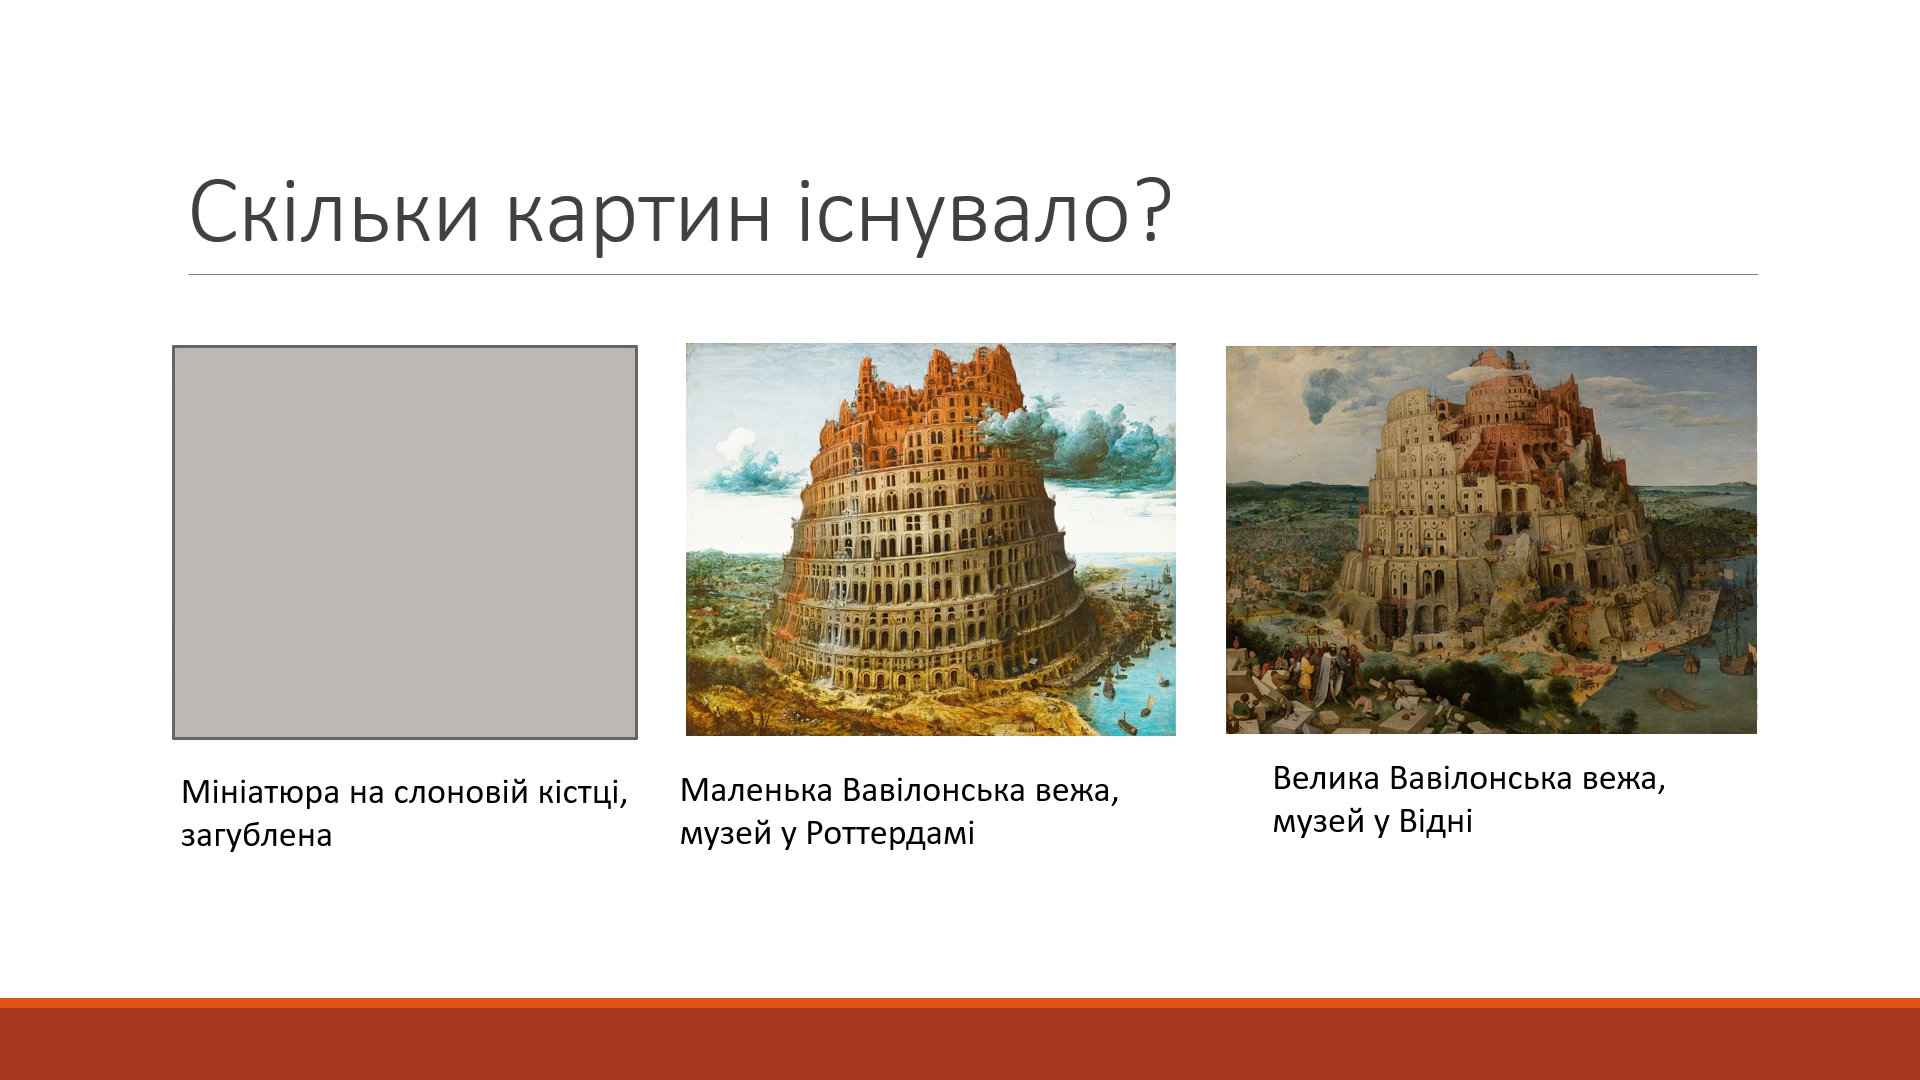 Скільки картин існувало?
Мініатюра на слоновій кістці,
загублена
Маленька Вавілонська вежа,
музей у Роттердамі
Велика Вавілонська вежа,
музей у Відні